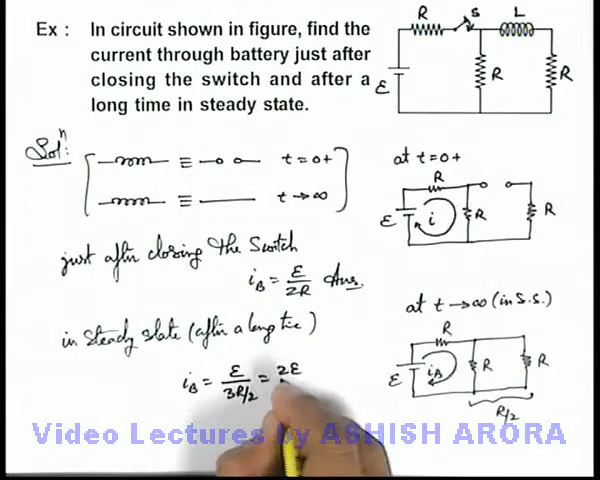 Ex : In circuit shown in figure, find the
current through battery just after
closing the switch and after a
long time in steady state.
R S L
ε R R
Solⁿ:
≡ t = 0+
≡ t → ∞
at t = 0+
R
ε i R R
just after closing the switch
i_B = ε/2R Ans.
at t → ∞ (in S.S.)
R
ε i_B R R
R/2
in steady state (after a long tie)
i_B = ε/(3R/2) = 2ε
Video Lectures by ASHISH ARORA